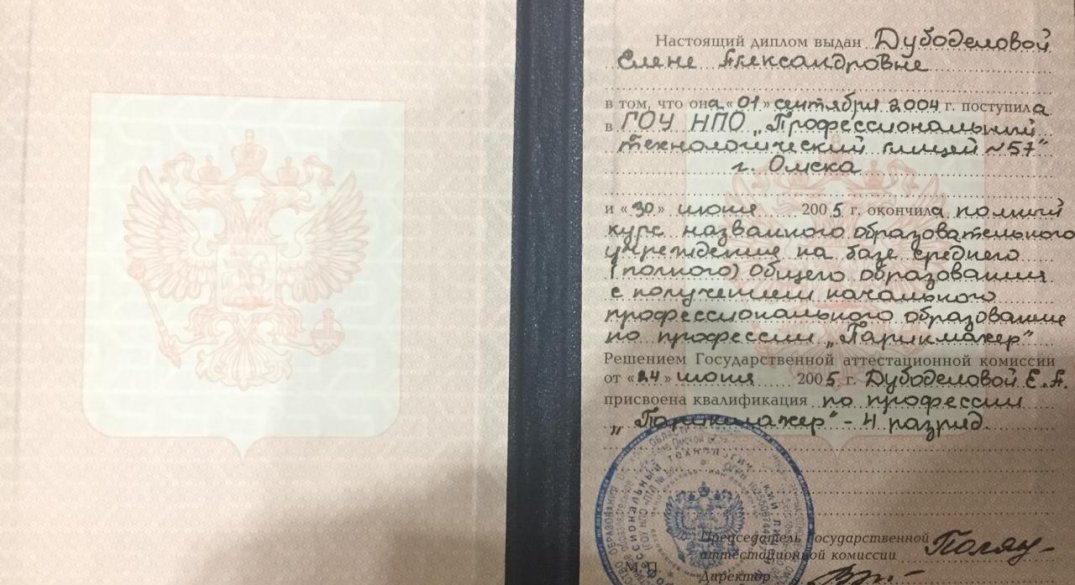 Настоящий диплом выдан Дубоделовой
Елене Александровне
в том, что она «01» сентября 2004 г. поступила
в ГОУ НПО „Профессиональный
технологический лицей №57"
г. Омска
и «30» июня 2005 г. окончила полный
курс названного образовательного
учреждение на базе среднего
(полного) общего образования
с получением начального
профессионального образование
по профессии „Парикмахер"
Решением Государственной аттестационной комиссии
от «24» июня 2005 г. Дубоделовой Е.А.
присвоена квалификация по профессии
„Парикмахер" - 4 разряд.
Председатель Государственной
аттестационной комиссии
М.П.
Директор